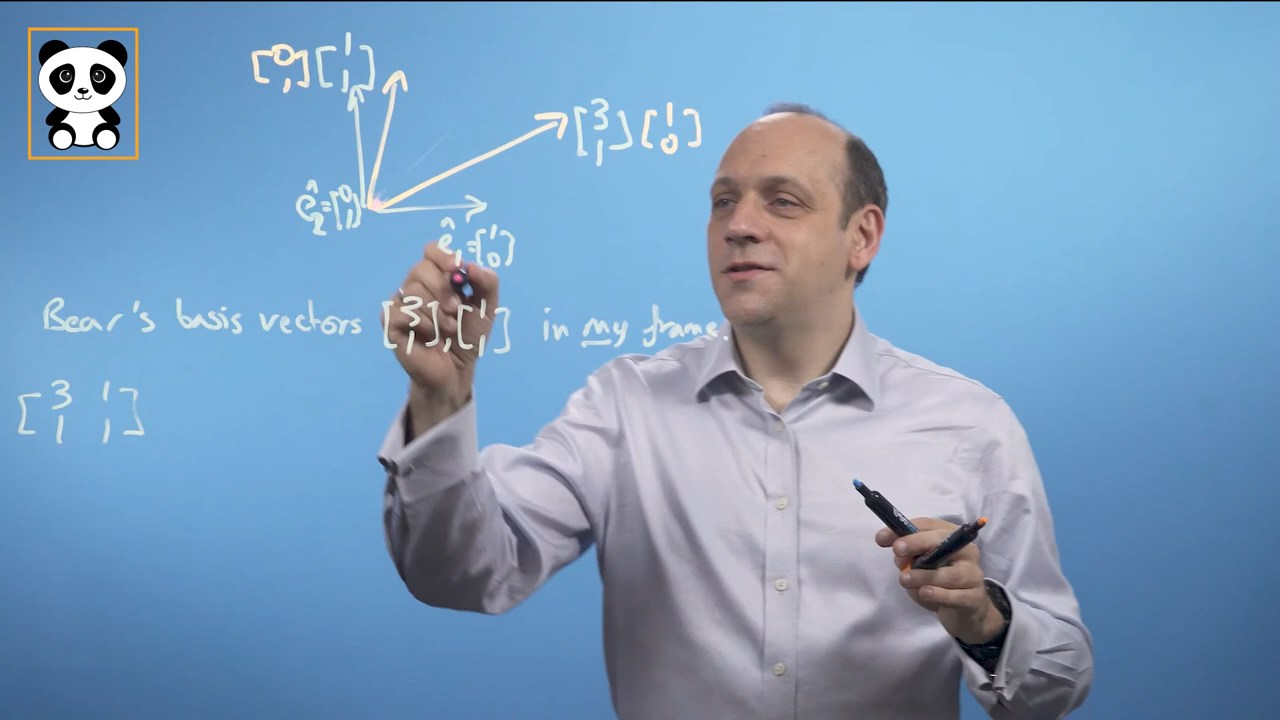 [0 1] [1 1]
[3 1] [1 0]
ê2 = [0 1]
ê1 = [1 0]
Bear's basis vectors [3 1], [1 1] in my frame.
[3 1
1 1]